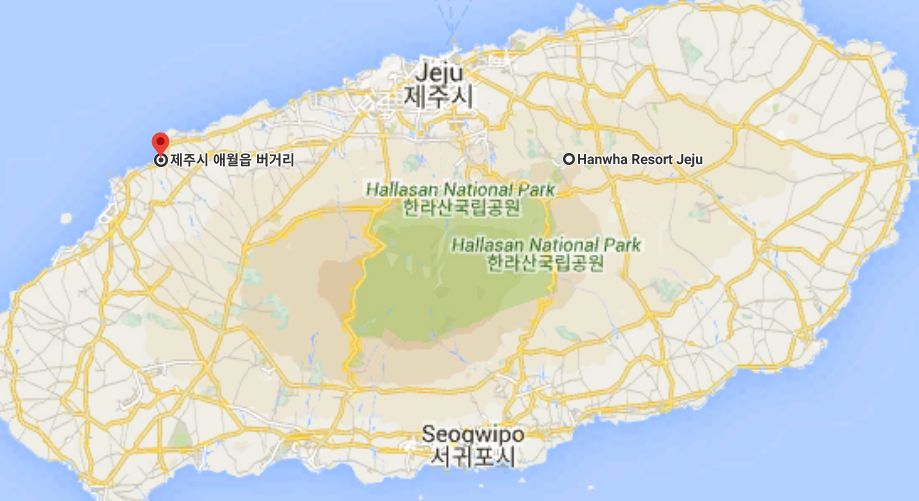 Jeju
제주시
제주시 애월읍 버거리
Hanwha Resort Jeju
Hallasan National Park
한라산국립공원
Hallasan National Park
한라산국립공원
Seogwipo
서귀포시